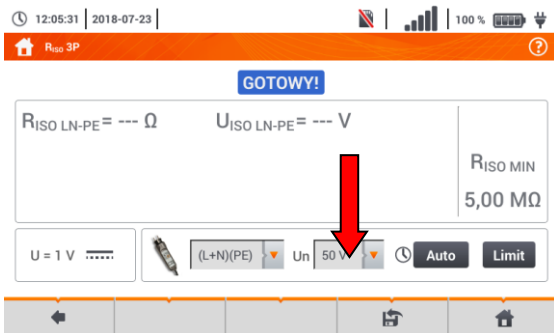 12:05:31 2018-07-23 100 %
RISO 3P ?
GOTOWY!
RISO LN-PE= --- Ω UISO LN-PE= --- V
RISO MIN
5,00 MΩ
U = 1 V (L+N)(PE) Un 50 V Auto Limit